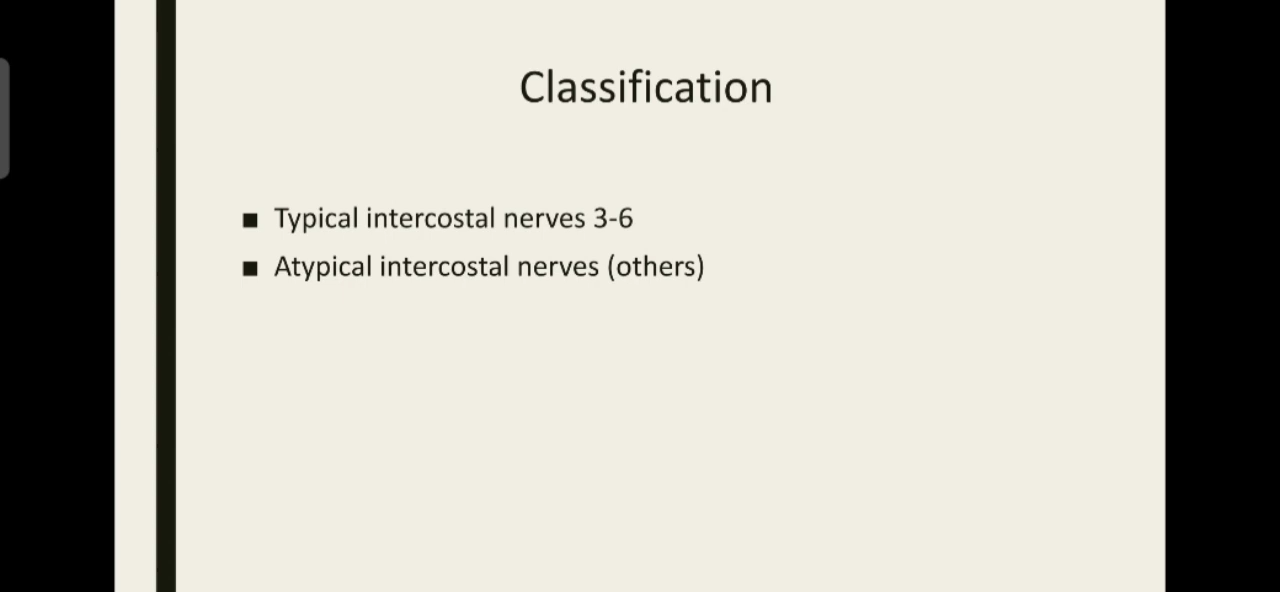 Classification
▪ Typical intercostal nerves 3-6
▪ Atypical intercostal nerves (others)